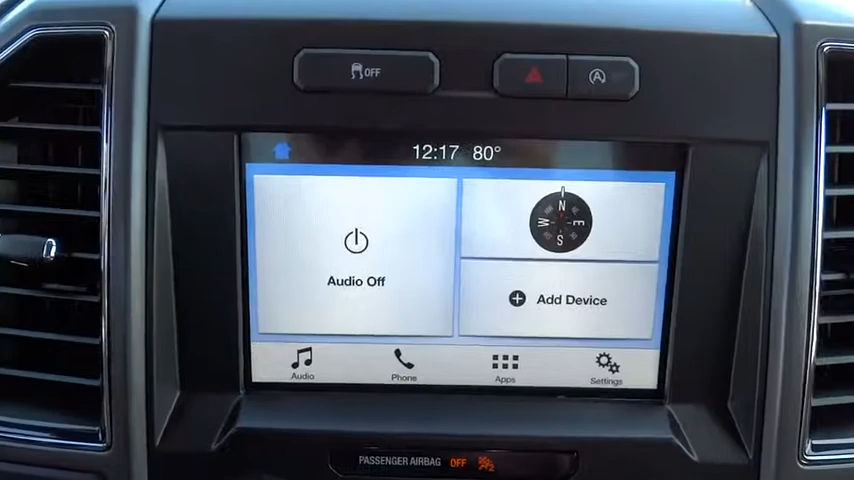 OFF
A
12:17 80°
N
W E
S
Audio Off
Add Device
Audio Phone Apps Settings
PASSENGER AIRBAG OFF